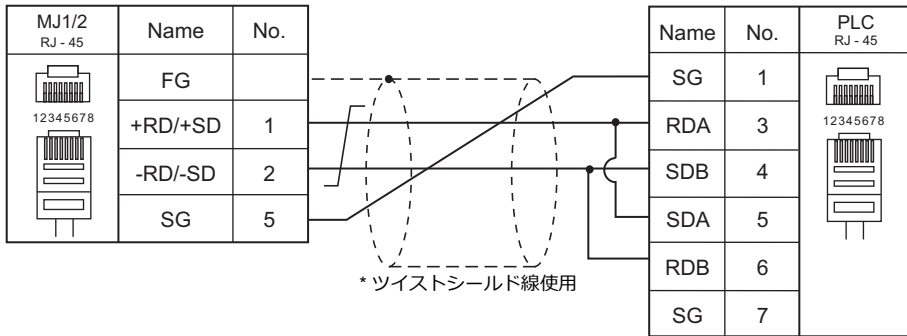 MJ1/2
RJ - 45
Name
No.
FG
12345678
+RD/+SD
1
-RD/-SD
2
SG
5
* ツイストシールド線使用
Name
No.
PLC
RJ - 45
SG
1
12345678
RDA
3
SDB
4
SDA
5
RDB
6
SG
7